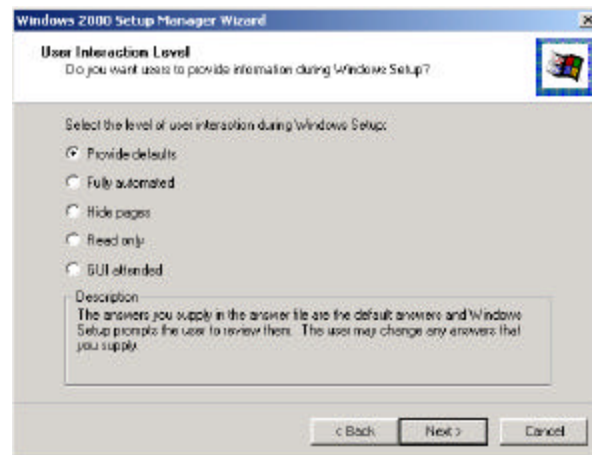 Windows 2000 Setup Manager Wizard
User Interaction Level
Do you want users to provide information during Windows Setup?
Select the level of user interaction during Windows Setup:
Provide defaults
Fully automated
Hide pages
Read only
GUI attended
Description
The answers you supply in the answer file are the default answers and Windows
Setup prompts the user to review them. The user may change any answers that
you supply.
< Back
Next >
Cancel